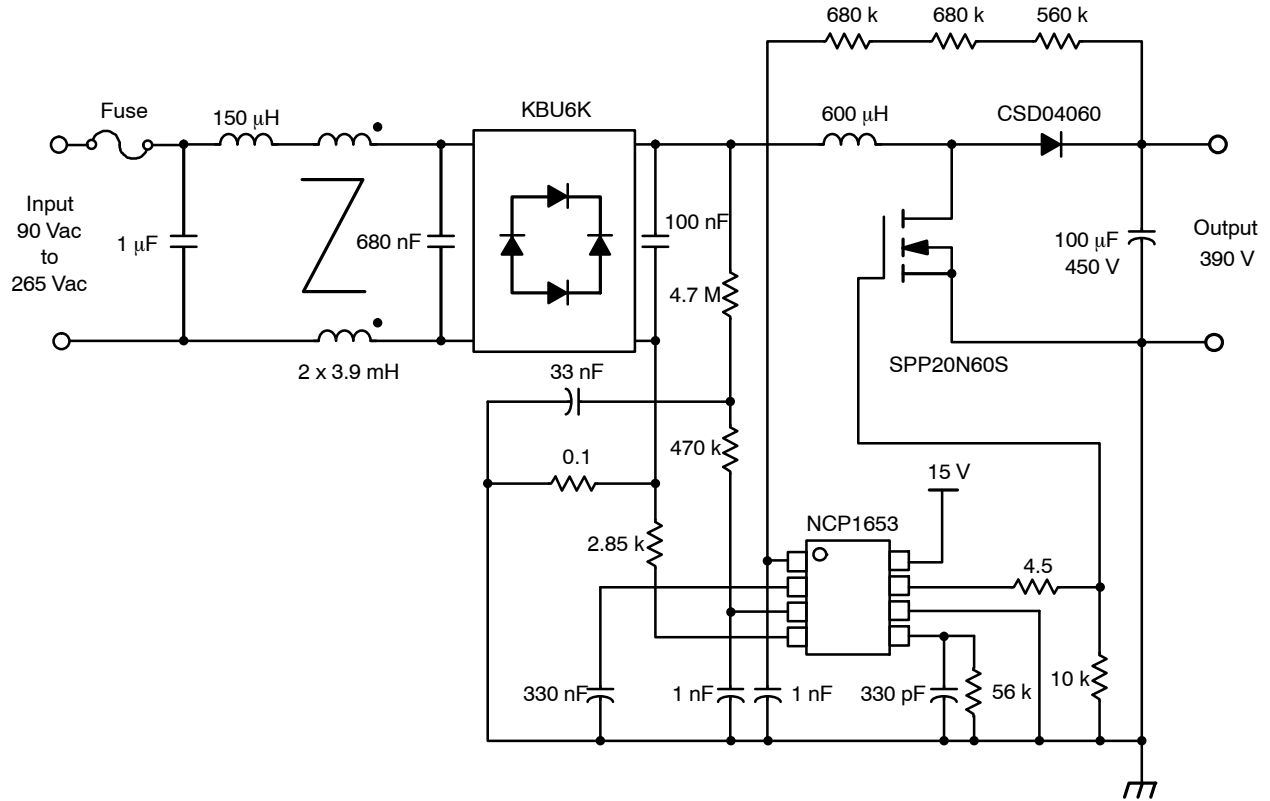 680 k
680 k
560 k
Fuse
150 µH
KBU6K
600 µH
CSD04060
Input
90 Vac
to
265 Vac
1 µF
680 nF
100 nF
100 µF
450 V
Output
390 V
4.7 M
2 x 3.9 mH
SPP20N60S
33 nF
470 k
0.1
15 V
NCP1653
2.85 k
4.5
330 nF
1 nF
1 nF
330 pF
56 k
10 k